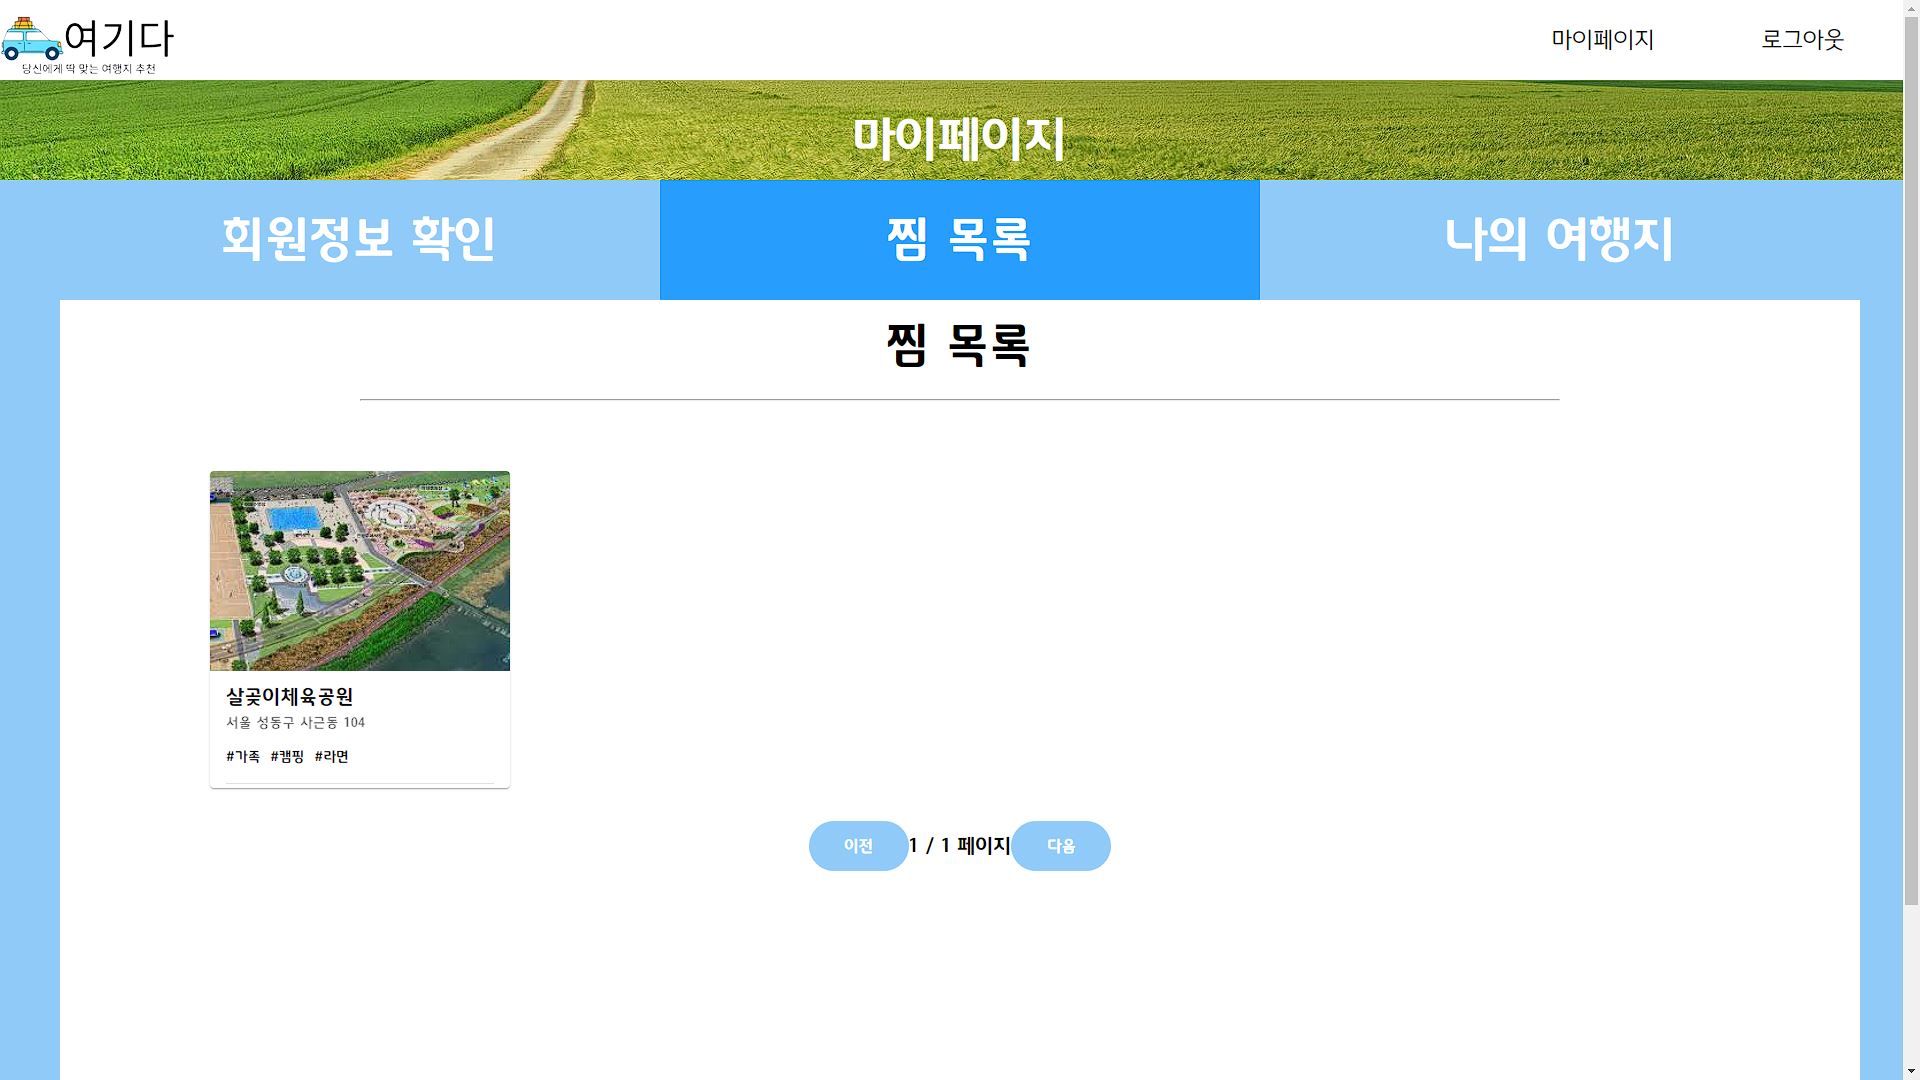 여기다
당신에게 딱 맞는 여행지 추천
마이페이지
로그아웃
마이페이지
회원정보 확인
찜 목록
나의 여행지
찜 목록
살곶이체육공원
서울 성동구 사근동 104
#가족 #캠핑 #라면
이전
1 / 1 페이지
다음